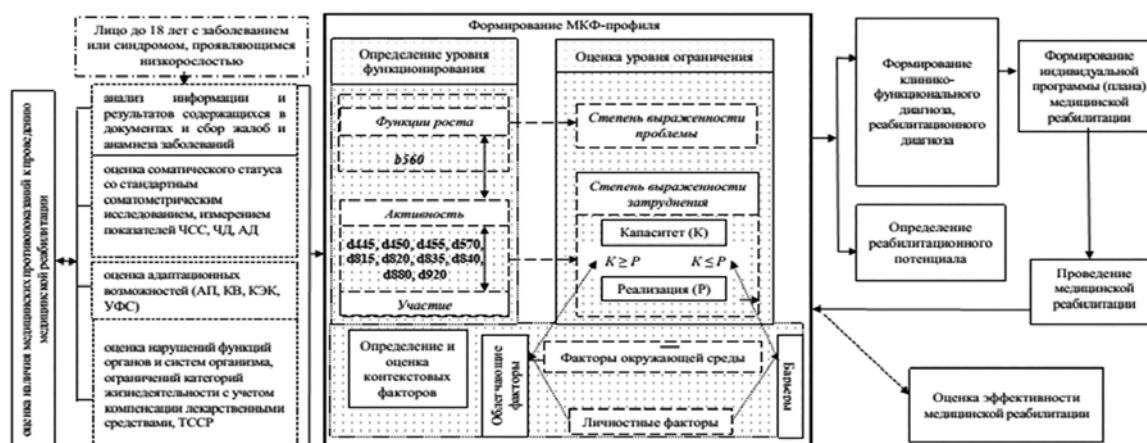 оценка наличия медицинских противопоказаний к проведению
медицинской реабилитации
Лицо до 18 лет с заболеванием
или синдромом, проявляющимся
низкорослостью
анализ информации и
результатов содержащихся в
документах и сбор жалоб и
анамнеза заболеваний
оценка соматического статуса
со стандартным
соматометрическим
исследованием, измерением
показателей ЧСС, ЧД, АД
оценка адаптационных
возможностей (АП, КВ, КЭК,
УФС)
оценка нарушений функций
органов и систем организма,
ограничений категорий
жизнедеятельности с учетом
компенсации лекарственными
средствами, ТССР
Формирование МКФ-профиля
Определение уровня
функционирования
Функции роста
b560
Активность
d445, d450, d455, d570,
d815, d820, d835, d840,
d880, d920
Участие
Оценка уровня ограничения
Степень выраженности
проблемы
Степень выраженности
затруднения
Капаситет (К)
K ≥ P
K ≤ P
Реализация (Р)
Определение и
оценка
контекстовых
факторов
Облегчающие
факторы
Факторы окружающей среды
Личностные факторы
Барьеры
Формирование
клинико-
функционального
диагноза,
реабилитационного
диагноза
Определение
реабилитационного
потенциала
Формирование
индивидуальной
программы (плана)
медицинской
реабилитации
Проведение
медицинской
реабилитации
Оценка эффективности
медицинской реабилитации